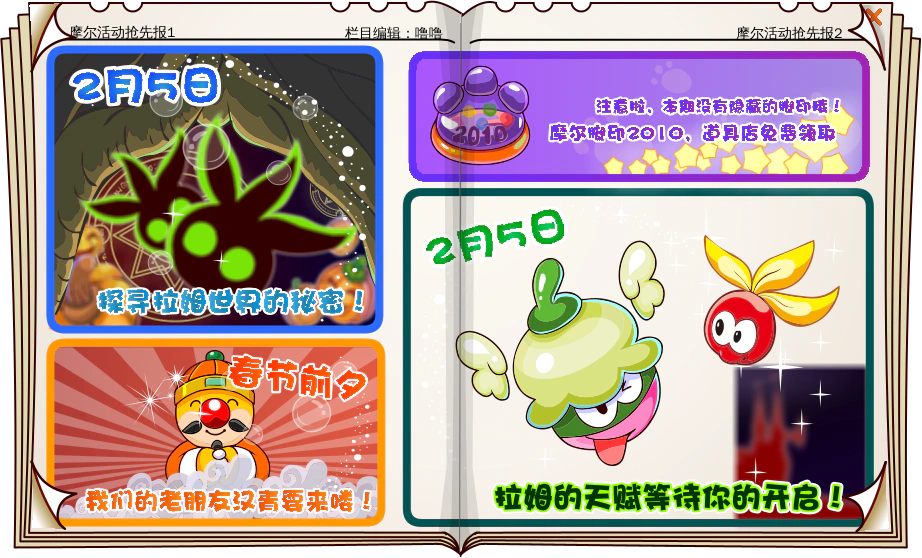 摩尔活动抢先报1
栏目编辑：噜噜
2月5日
探寻拉姆世界的秘密！
春节前夕
我们的老朋友汉青要来喽！
摩尔活动抢先报2
注意啦，本期没有隐藏的脚印哦！
摩尔脚印2010，道具店免费领取
2010
2月5日
拉姆的天赋等待你的开启！